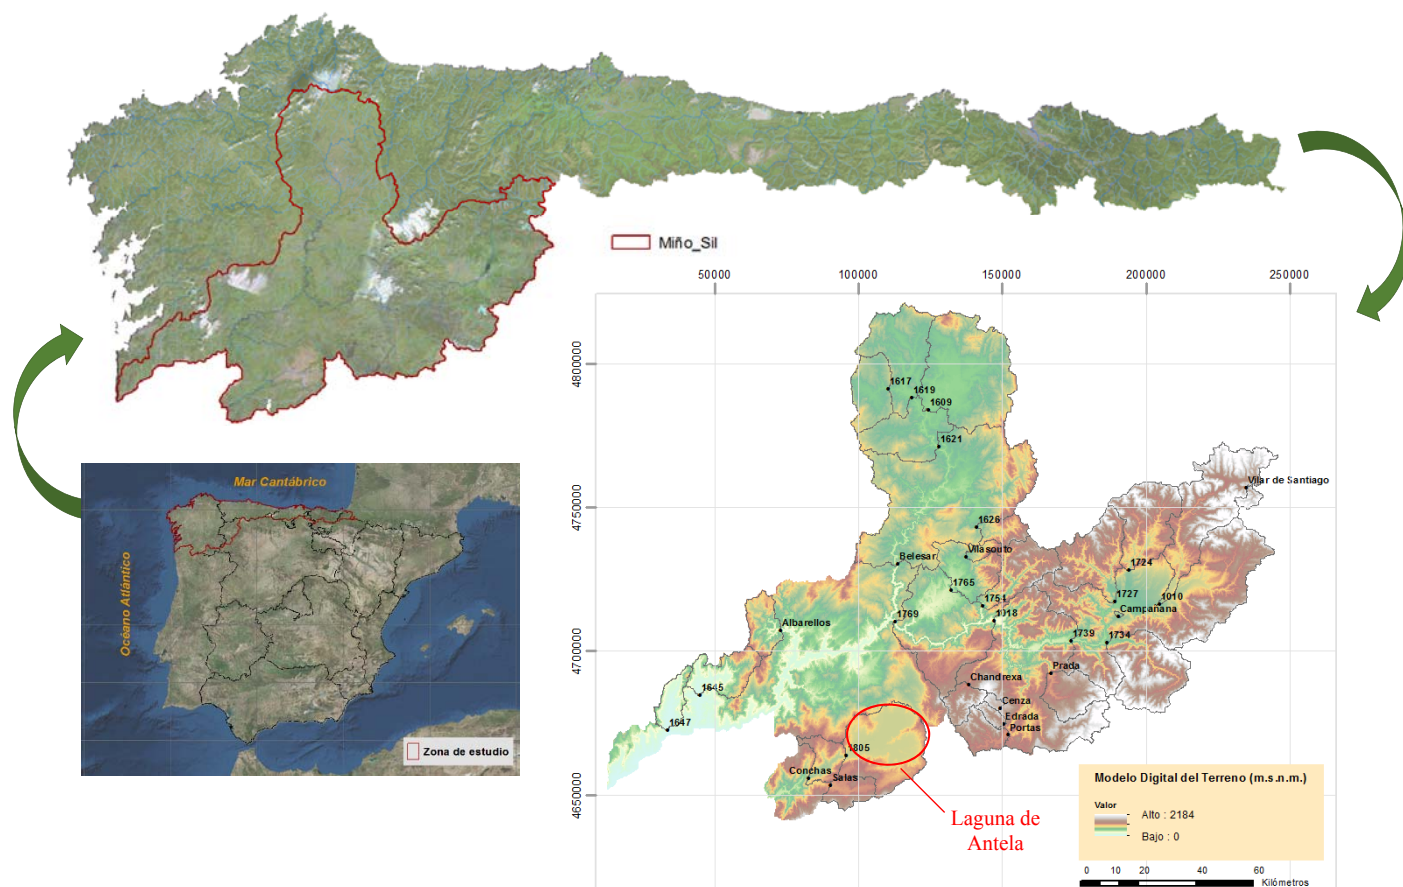 Miño_Sil
50000
100000
150000
200000
250000
4800000
4750000
4700000
4650000
1617
1619
1609
1621
1626
Vilar de Santiago
Belesar
Vilasouto
1724
1765
1727
1010
1754
Campañana
1769
1018
Albarellos
1739
1734
Prada
Chandrexa
1645
Cenza
Edrada
1647
Portas
1805
Conchas
Salas
Laguna de
Antela
Modelo Digital del Terreno (m.s.n.m.)
Valor
Alto : 2184
Bajo : 0
0 10 20 40 60
Kilómetros
Mar Cantábrico
Océano Atlántico
Zona de estudio